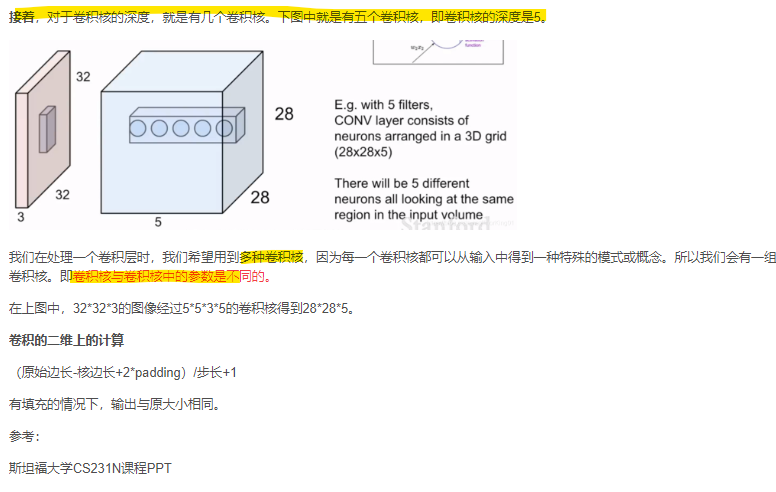 接着，对于卷积核的深度，就是有几个卷积核。下图中就是有五个卷积核，即卷积核的深度是5。
32
32
3
28
28
5
E.g. with 5 filters,
CONV layer consists of
neurons arranged in a 3D grid
(28x28x5)
There will be 5 different
neurons all looking at the same
region in the input volume
Stanford
我们在处理一个卷积层时，我们希望用到多种卷积核，因为每一个卷积核都可以从输入中得到一种特殊的模式或概念。所以我们会有一组
卷积核。即卷积核与卷积核中的参数是不同的。
在上图中，32*32*3的图像经过5*5*3*5的卷积核得到28*28*5。
卷积的二维上的计算
（原始边长-核边长+2*padding）/步长+1
有填充的情况下，输出与原大小相同。
参考：
斯坦福大学CS231N课程PPT